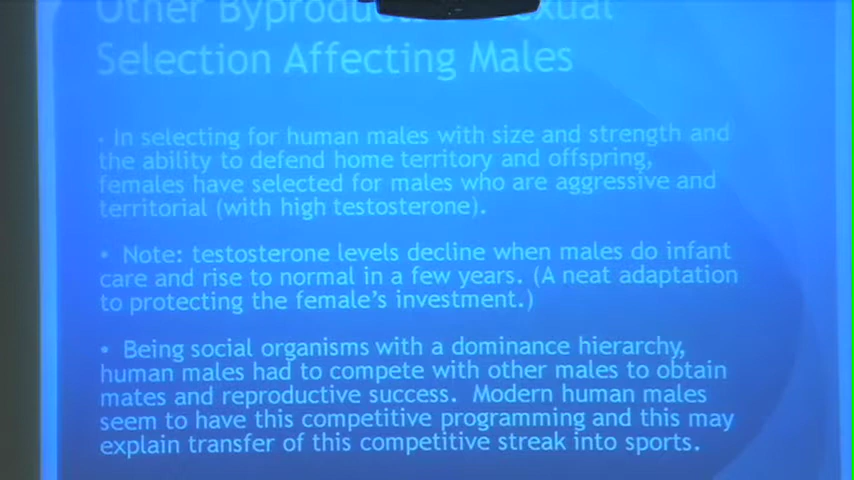 Other Byproduc
Selection Affecting Males
• In selecting for human males with size and strength and
the ability to defend home territory and offspring,
females have selected for males who are aggressive and
territorial (with high testosterone).
• Note: testosterone levels decline when males do infant
care and rise to normal in a few years. (A neat adaptation
to protecting the female’s investment.)
• Being social organisms with a dominance hierarchy,
human males had to compete with other males to obtain
mates and reproductive success. Modern human males
seem to have this competitive programming and this may
explain transfer of this competitive streak into sports.